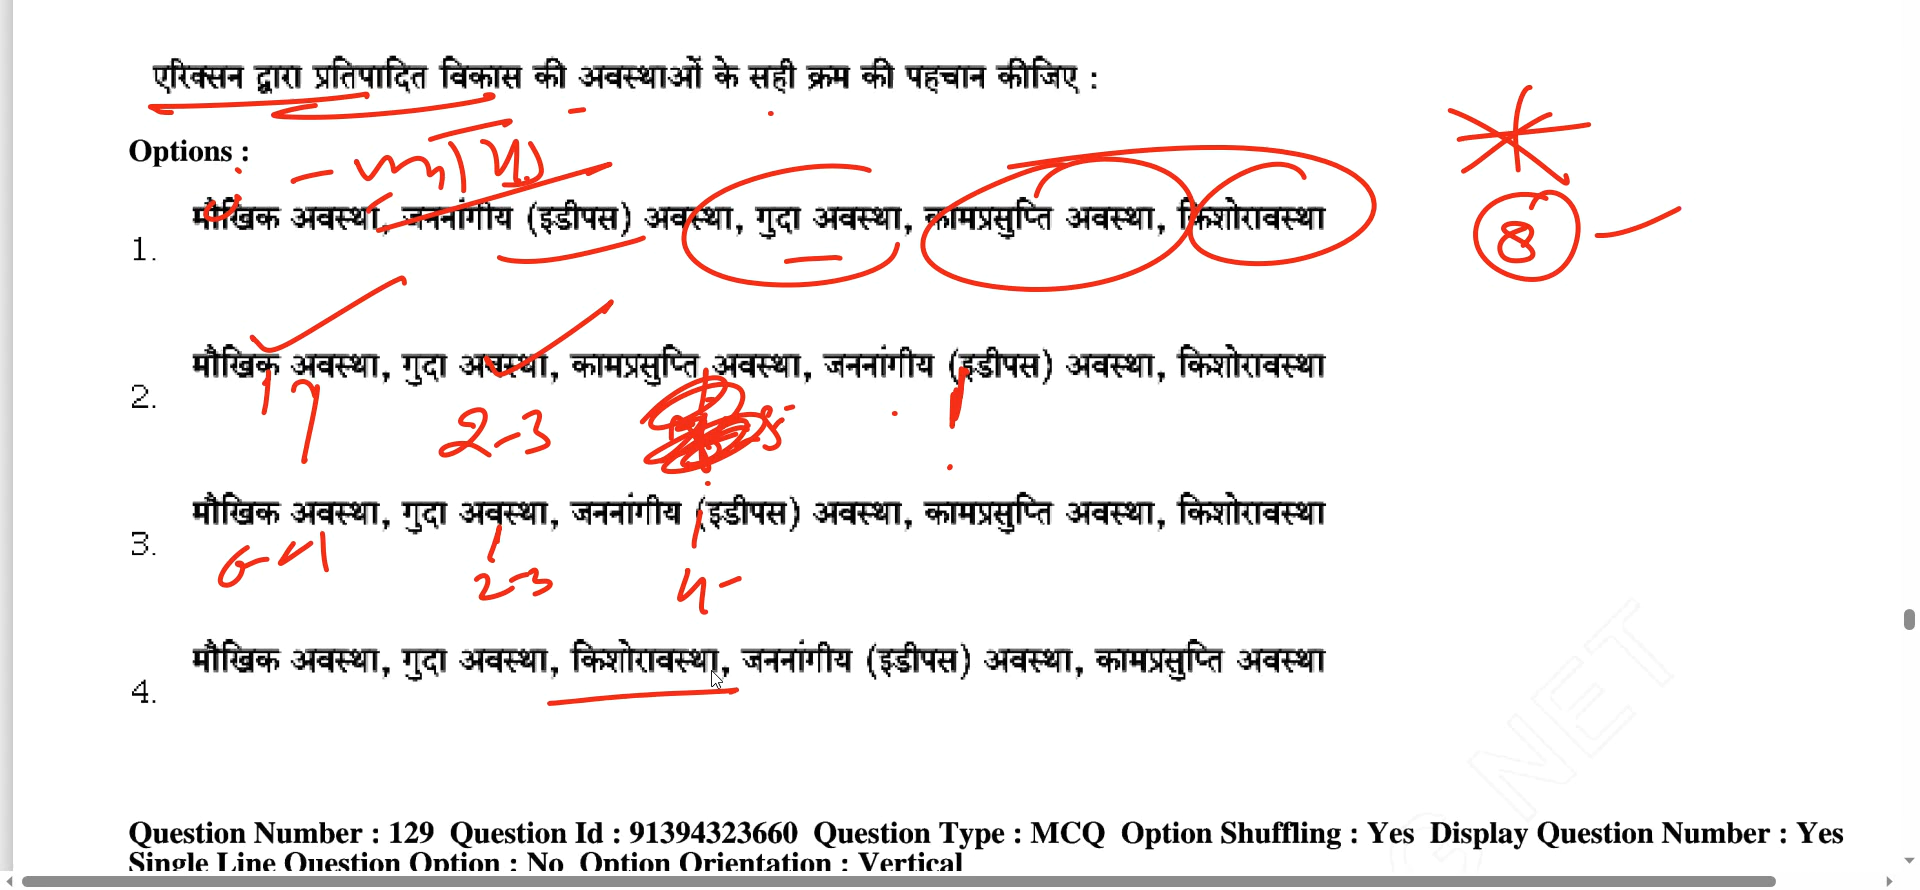 एरिक्सन द्वारा प्रतिपादित विकास की अवस्थाओं के सही क्रम की पहचान कीजिए :
Options :
1. मौखिक अवस्था, जननांगीय (इडीपस) अवस्था, गुदा अवस्था, कामप्रसुप्ति अवस्था, किशोरावस्था
8
2. मौखिक अवस्था, गुदा अवस्था, कामप्रसुप्ति अवस्था, जननांगीय (इडीपस) अवस्था, किशोरावस्था
2-3
3. मौखिक अवस्था, गुदा अवस्था, जननांगीय (इडीपस) अवस्था, कामप्रसुप्ति अवस्था, किशोरावस्था
2-3
4. मौखिक अवस्था, गुदा अवस्था, किशोरावस्था, जननांगीय (इडीपस) अवस्था, कामप्रसुप्ति अवस्था
Question Number : 129 Question Id : 91394323660 Question Type : MCQ Option Shuffling : Yes Display Question Number : Yes
Single Line Question Option : No Option Orientation : Vertical